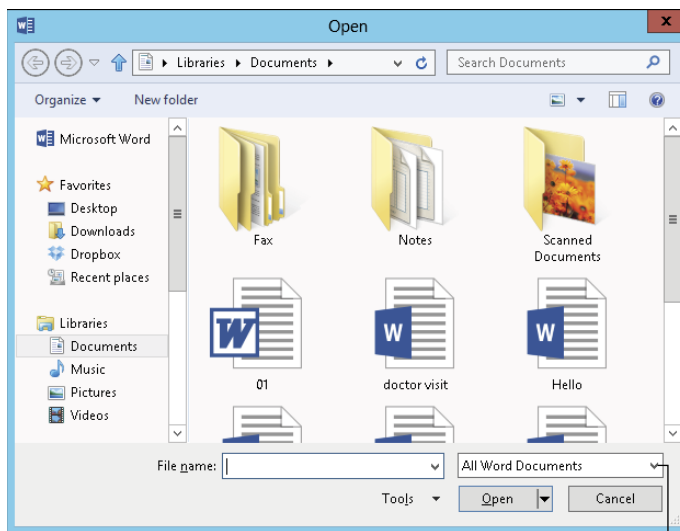 Open
Libraries Documents
Search Documents
Organize New folder
Microsoft Word
Favorites
Desktop
Downloads
Dropbox
Recent places
Libraries
Documents
Music
Pictures
Videos
Fax
Notes
Scanned
Documents
01
doctor visit
Hello
File name:
All Word Documents
Tools
Open
Cancel